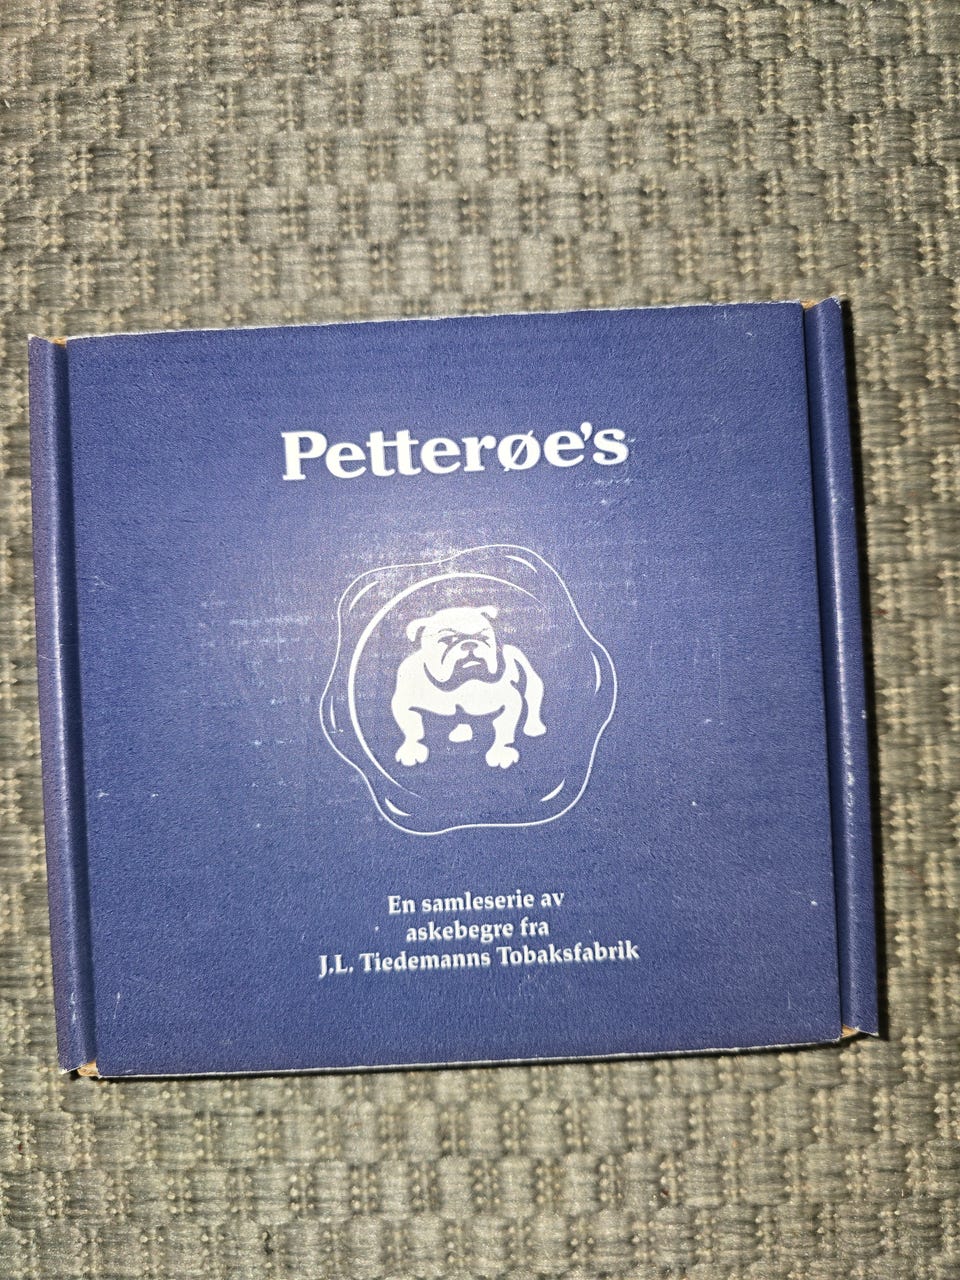 Petterøe's
En samleserie av
askebegre fra
J.L. Tiedemanns Tobaksfabrik